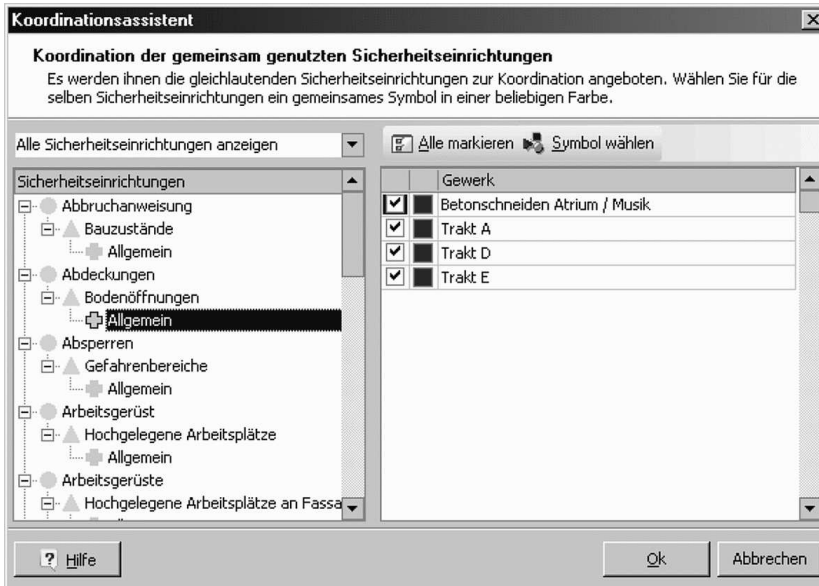 Koordinationsassistent
Koordination der gemeinsam genutzten Sicherheitseinrichtungen
Es werden ihnen die gleichlautenden Sicherheitseinrichtungen zur Koordination angeboten. Wählen Sie für die
selben Sicherheitseinrichtungen ein gemeinsames Symbol in einer beliebigen Farbe.
Alle Sicherheitseinrichtungen anzeigen
Sicherheitseinrichtungen
Abbruchanweisung
Bauzustände
Allgemein
Abdeckungen
Bodenöffnungen
Allgemein
Absperren
Gefahrenbereiche
Allgemein
Arbeitsgerüst
Hochgelegene Arbeitsplätze
Allgemein
Arbeitsgerüste
Hochgelegene Arbeitsplätze an Fassa
Alle markieren Symbol wählen
Gewerk
Betonschneiden Atrium / Musik
Trakt A
Trakt D
Trakt E
? Hilfe
Ok
Abbrechen